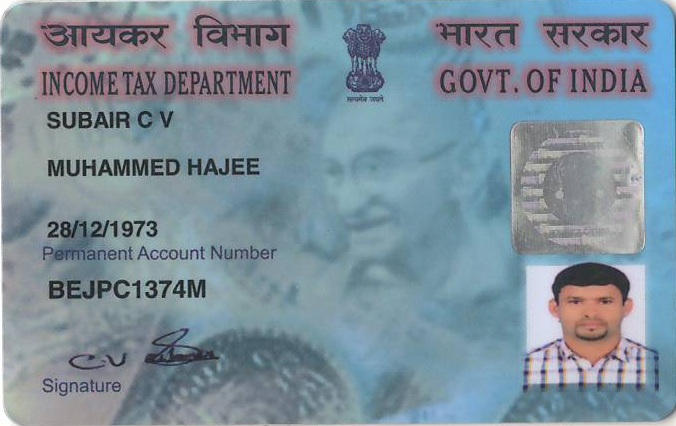 आयकर विभाग
भारत सरकार
INCOME TAX DEPARTMENT
GOVT. OF INDIA
सत्यमेव जयते
SUBAIR C V
MUHAMMED HAJEE
28/12/1973
Permanent Account Number
BEJPC1374M
C V
Signature